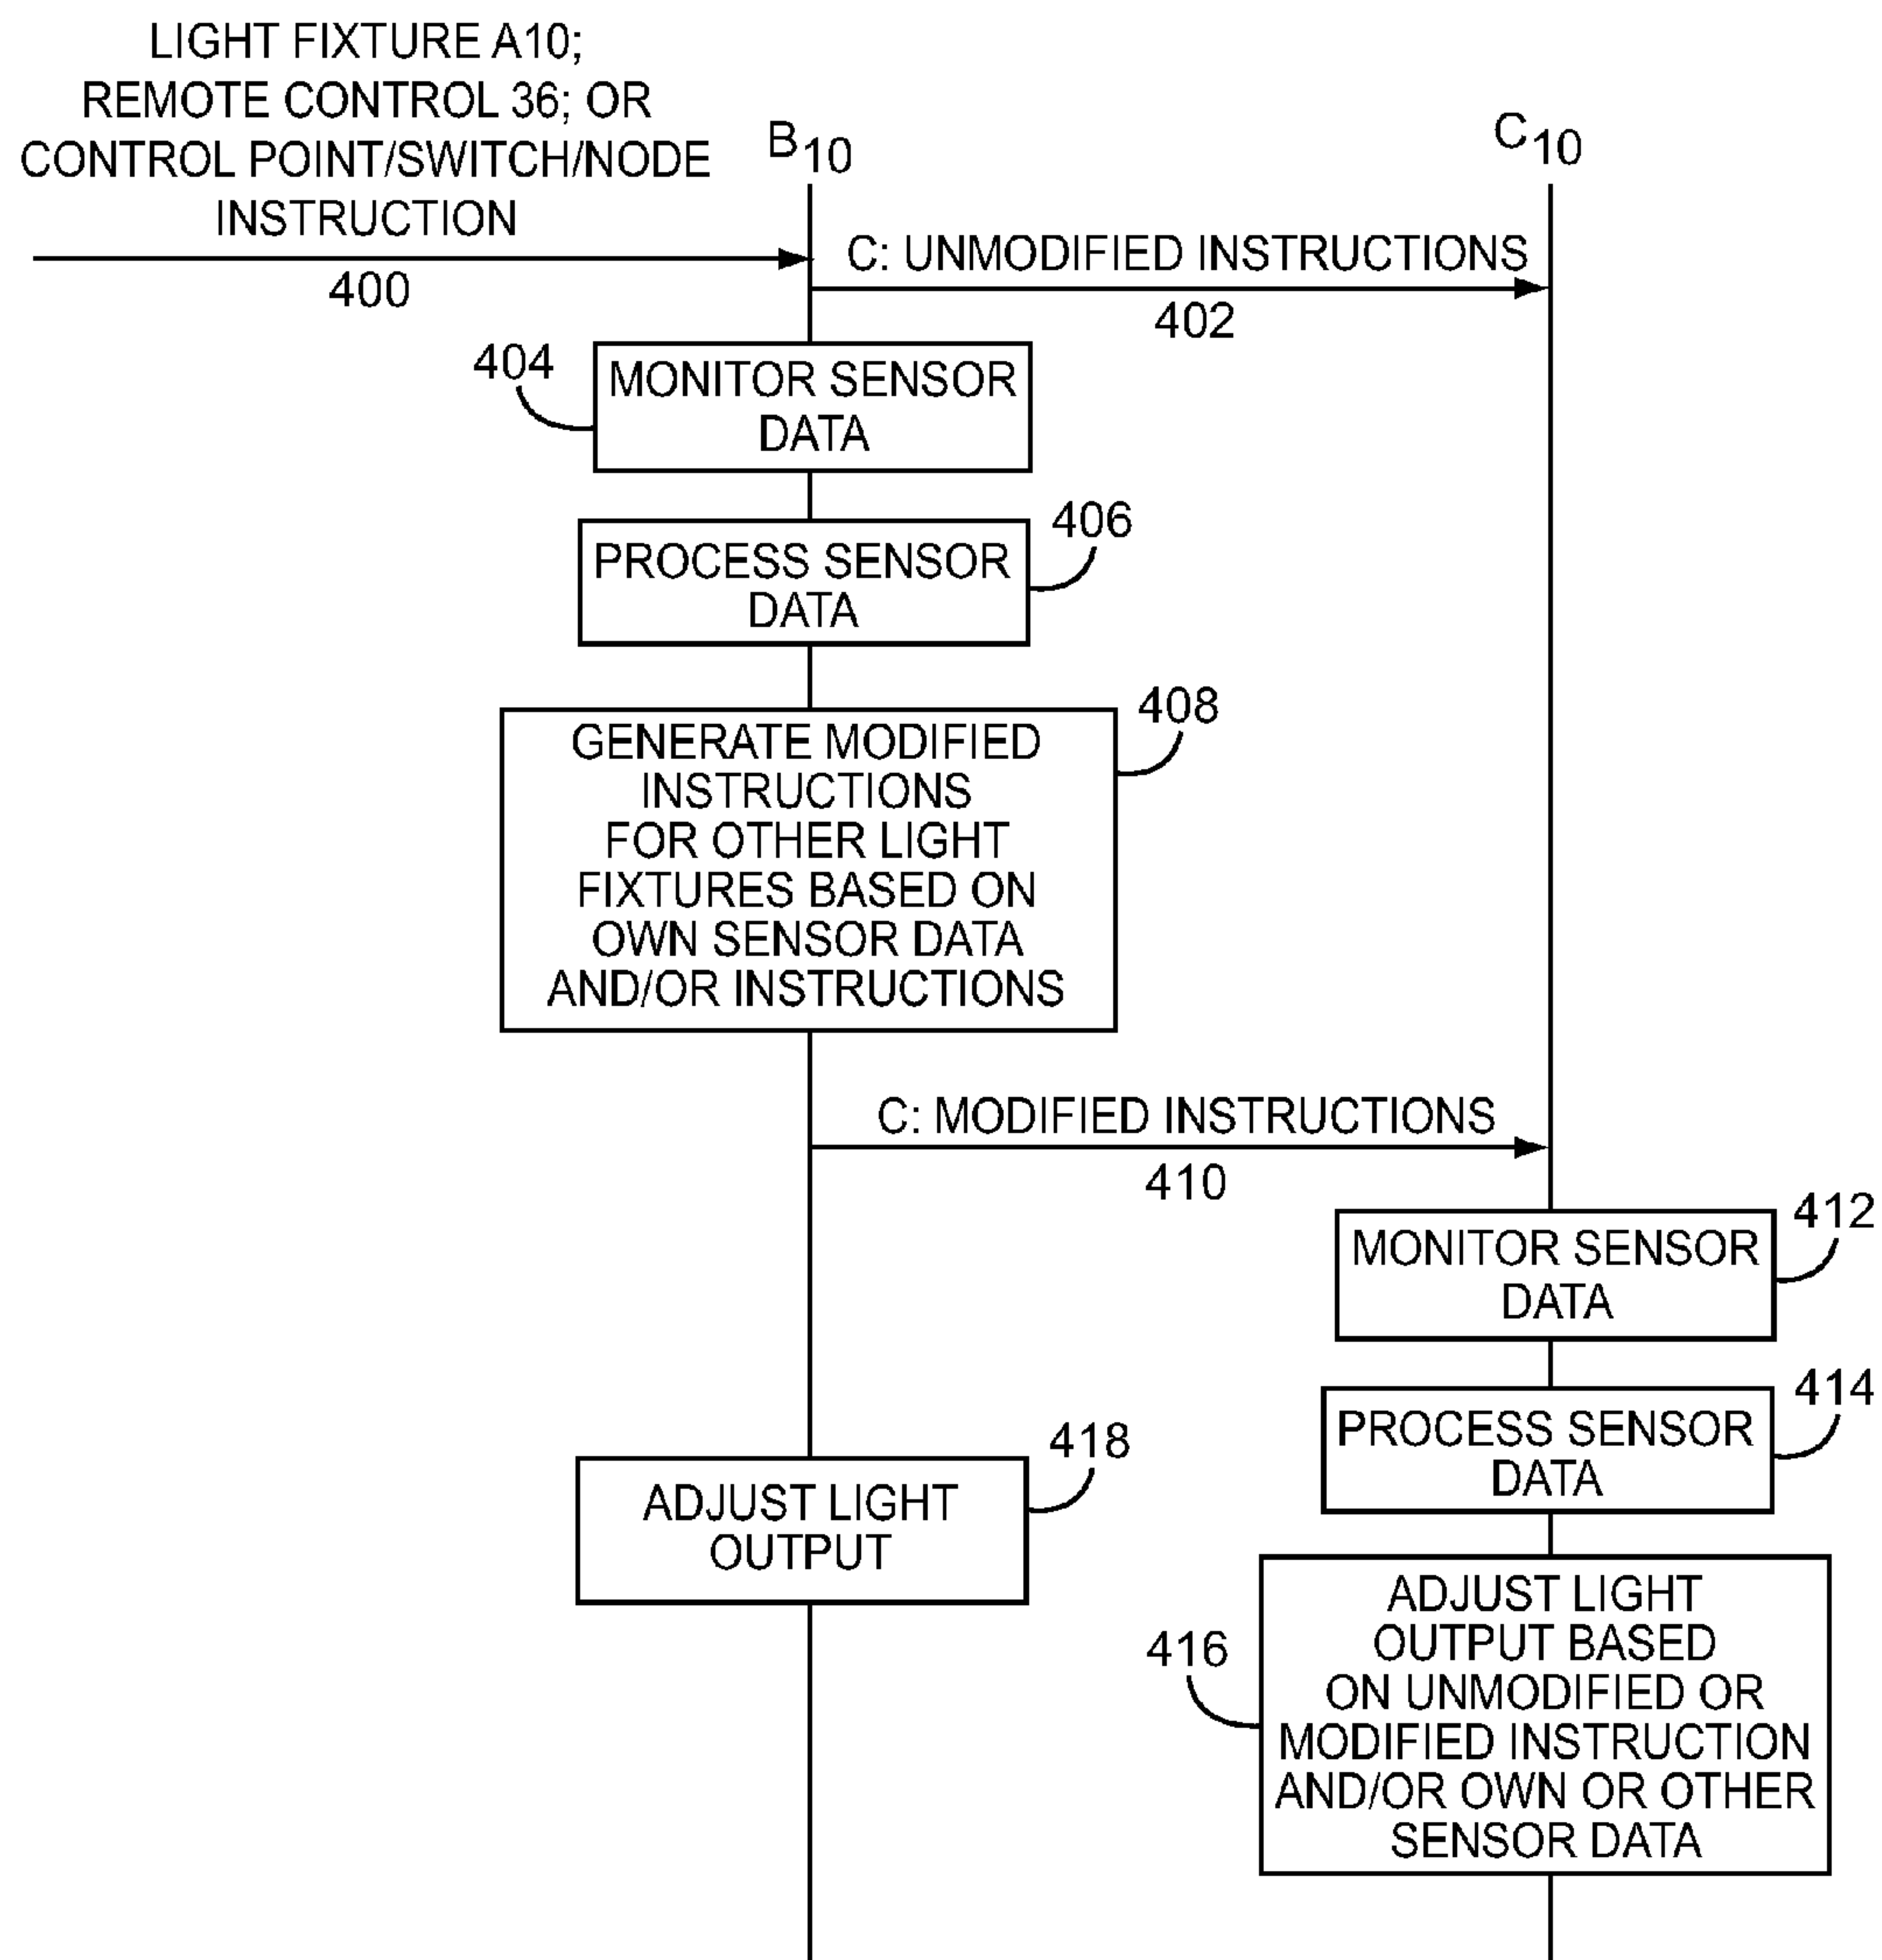 LIGHT FIXTURE A10;
REMOTE CONTROL 36; OR
CONTROL POINT/SWITCH/NODE
INSTRUCTION
400
B10
C10
C: UNMODIFIED INSTRUCTIONS
402
404
MONITOR SENSOR
DATA
406
PROCESS SENSOR
DATA
408
GENERATE MODIFIED
INSTRUCTIONS
FOR OTHER LIGHT
FIXTURES BASED ON
OWN SENSOR DATA
AND/OR INSTRUCTIONS
C: MODIFIED INSTRUCTIONS
410
412
MONITOR SENSOR
DATA
414
PROCESS SENSOR
DATA
418
ADJUST LIGHT
OUTPUT
416
ADJUST LIGHT
OUTPUT BASED
ON UNMODIFIED OR
MODIFIED INSTRUCTION
AND/OR OWN OR OTHER
SENSOR DATA